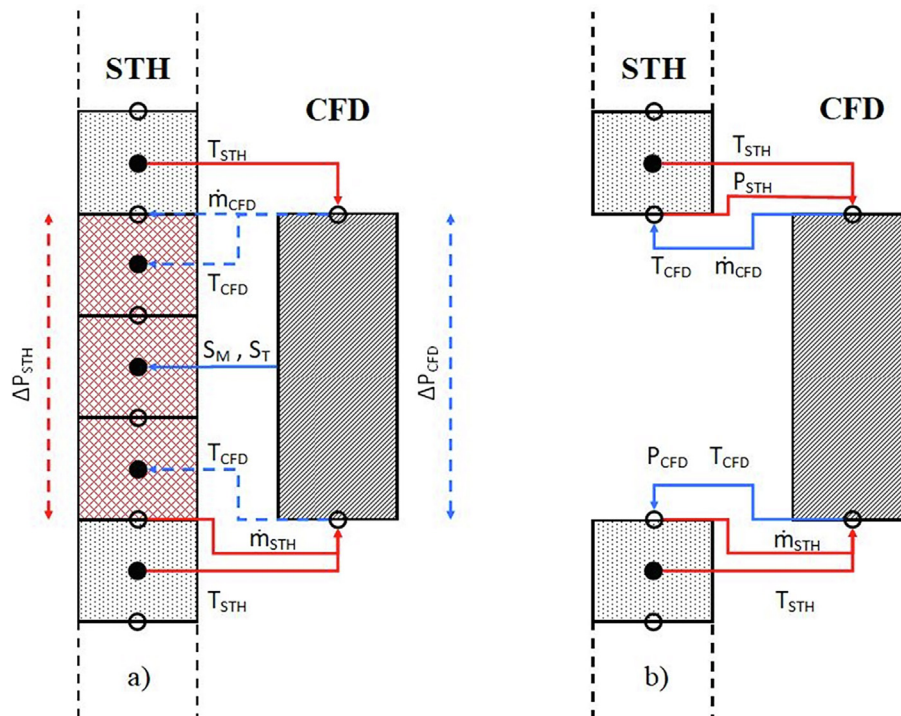 STH
CFD
T_STH
ṁ_CFD
T_CFD
S_M , S_T
ΔP_STH
ΔP_CFD
T_CFD
ṁ_STH
T_STH
a)
STH
CFD
T_STH
P_STH
T_CFD ṁ_CFD
P_CFD T_CFD
ṁ_STH
T_STH
b)